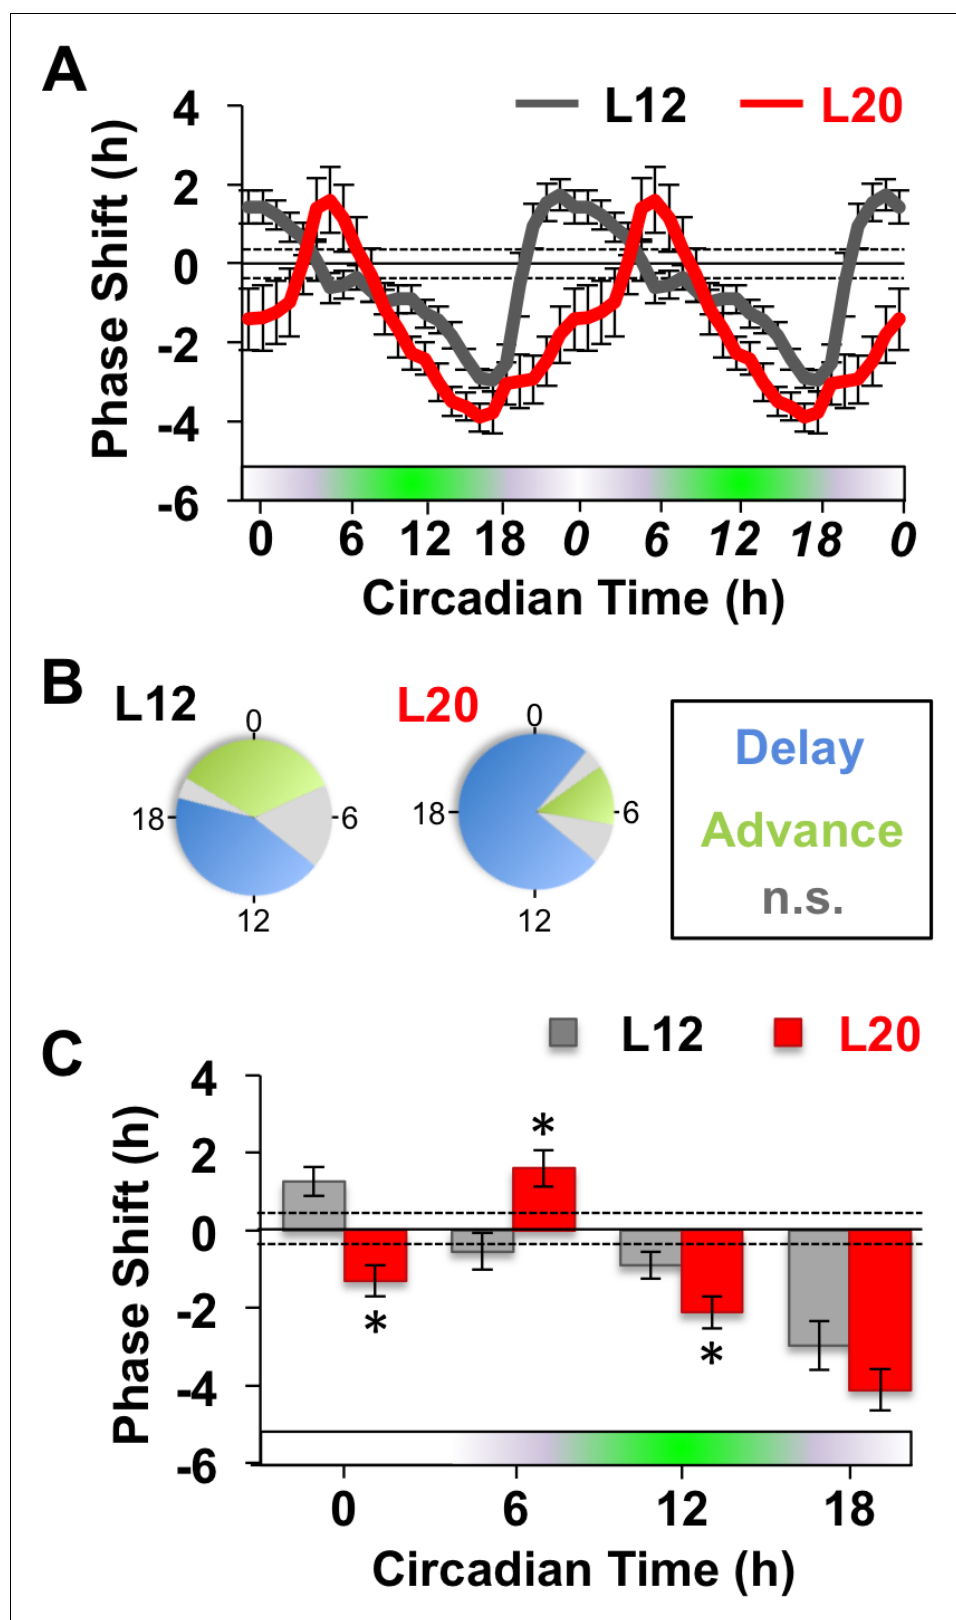 A
L12 L20
Phase Shift (h)
4
2
0
-2
-4
-6
0 6 12 18 0 6 12 18 0
Circadian Time (h)
B
L12 L20
0 0
18 6 18 6
12 12
Delay
Advance
n.s.
C
L12 L20
Phase Shift (h)
4
2
0
-2
-4
-6
*
*
*
0 6 12 18
Circadian Time (h)